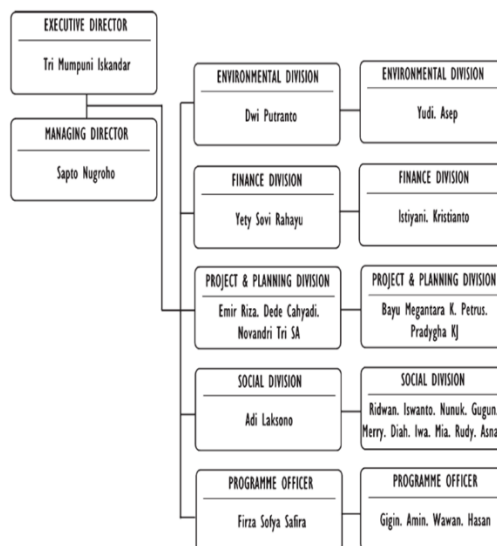 EXECUTIVE DIRECTOR
Tri Mumpuni Iskandar
MANAGING DIRECTOR
Sapto Nugroho
ENVIRONMENTAL DIVISION
Dwi Putranto
ENVIRONMENTAL DIVISION
Yudi. Asep
FINANCE DIVISION
Yety Sovi Rahayu
FINANCE DIVISION
Istiyani. Kristianto
PROJECT & PLANNING DIVISION
Emir Riza. Dede Cahyadi.
Novandri Tri SA
PROJECT & PLANNING DIVISION
Bayu Megantara K. Petrus.
Pradygha KJ
SOCIAL DIVISION
Adi Laksono
SOCIAL DIVISION
Ridwan. Iswanto. Nunuk. Gugun.
Merry. Diah. Iwa. Mia. Rudy. Asna
PROGRAMME OFFICER
Firza Sofya Safira
PROGRAMME OFFICER
Gigin. Amin. Wawan. Hasan